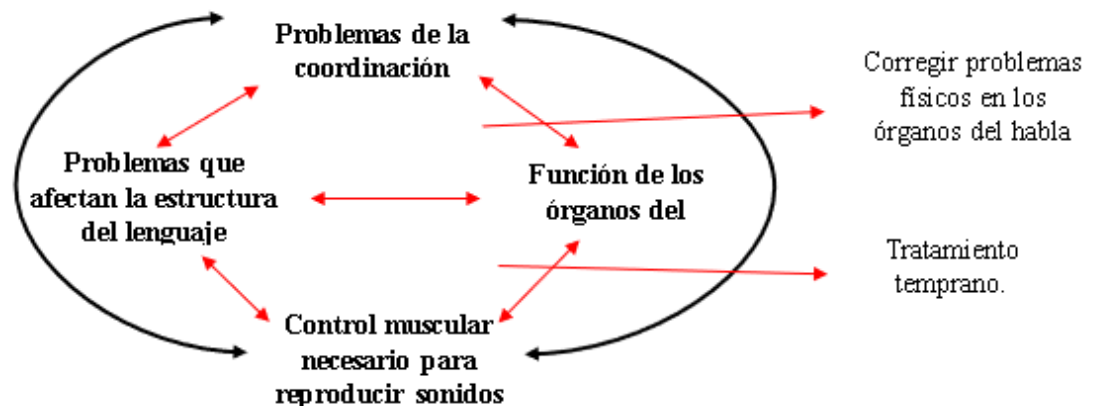 Problemas de la
coordinación
Corregir problemas
físicos en los
órganos del habla
Problemas que
afectan la estructura
del lenguaje
Función de los
órganos del
Tratamiento
temprano.
Control muscular
necesario para
reproducir sonidos